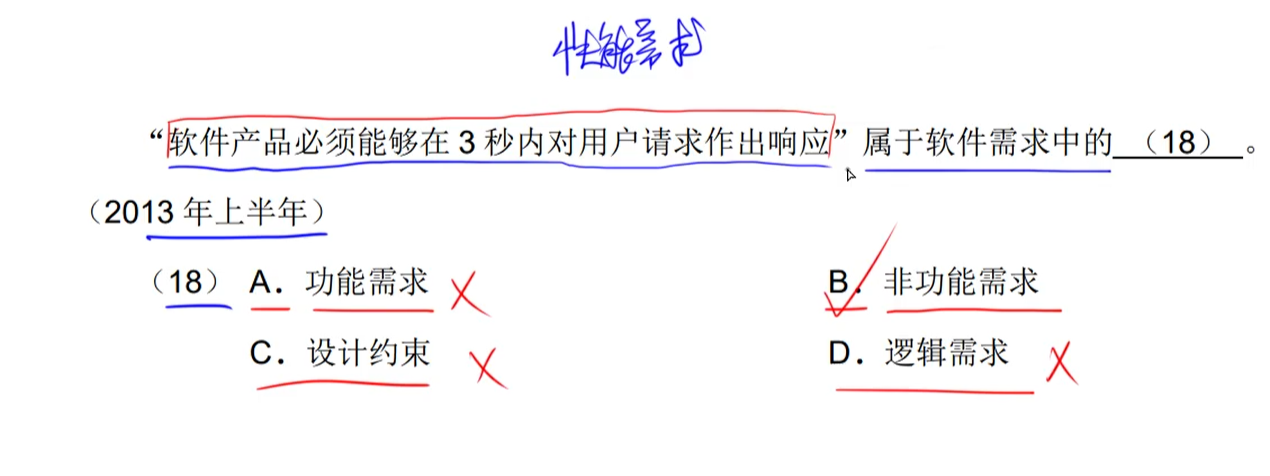 性能需求
“软件产品必须能够在 3 秒内对用户请求作出响应”属于软件需求中的 （18） 。
（2013 年上半年）
（18） A．功能需求 B．非功能需求
C．设计约束 D．逻辑需求